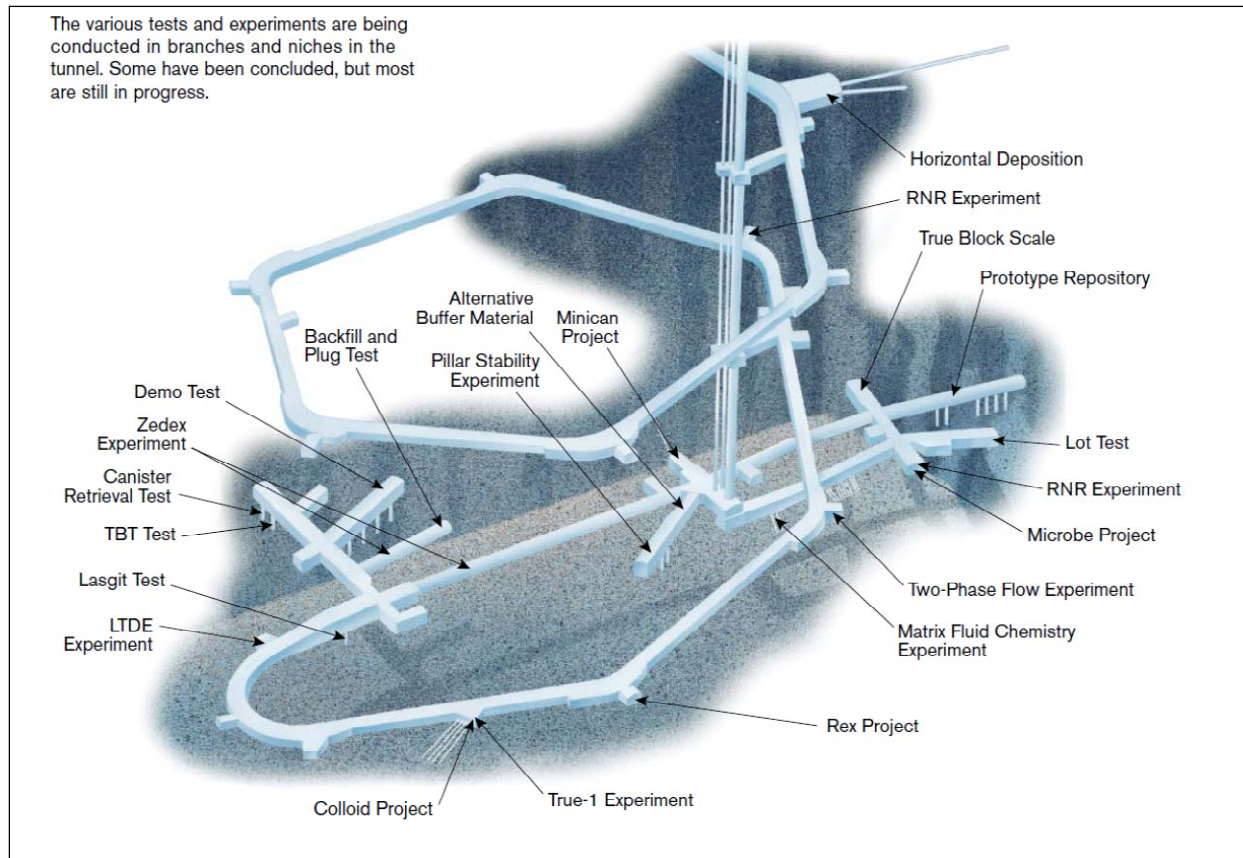 The various tests and experiments are being
conducted in branches and niches in the
tunnel. Some have been concluded, but most
are still in progress.
Horizontal Deposition
RNR Experiment
True Block Scale
Prototype Repository
Alternative
Buffer Material
Minican
Project
Backfill and
Plug Test
Pillar Stability
Experiment
Demo Test
Zedex
Experiment
Canister
Retrieval Test
TBT Test
Lot Test
RNR Experiment
Microbe Project
Lasgit Test
Two-Phase Flow Experiment
LTDE
Experiment
Matrix Fluid Chemistry
Experiment
Rex Project
True-1 Experiment
Colloid Project